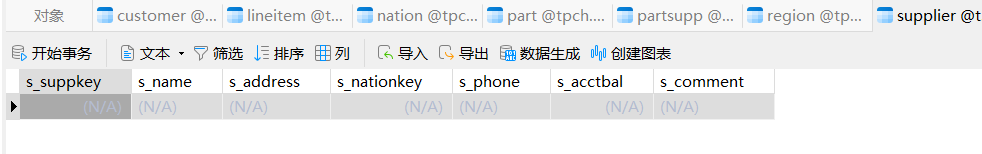 对象 customer @... lineitem @t... nation @tpc... part @tpch.... partsupp @... region @tp... supplier @t
开始事务 文本 筛选 排序 列 导入 导出 数据生成 创建图表
s_suppkey s_name s_address s_nationkey s_phone s_acctbal s_comment
(N/A) (N/A) (N/A) (N/A) (N/A) (N/A) (N/A)